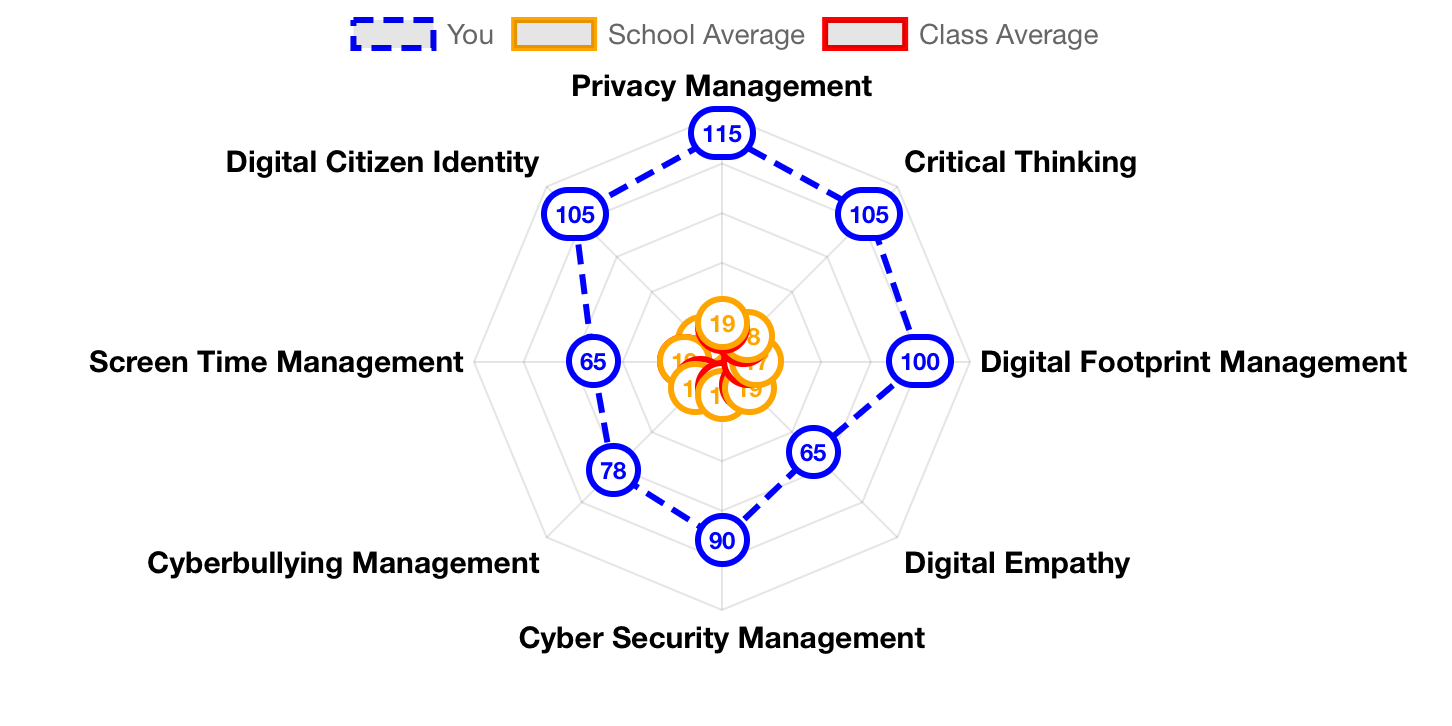 You School Average Class Average
Privacy Management
115
Digital Citizen Identity
Critical Thinking
105
105
19
Screen Time Management
65
100
Digital Footprint Management
19
78
65
90
Cyberbullying Management
Digital Empathy
Cyber Security Management